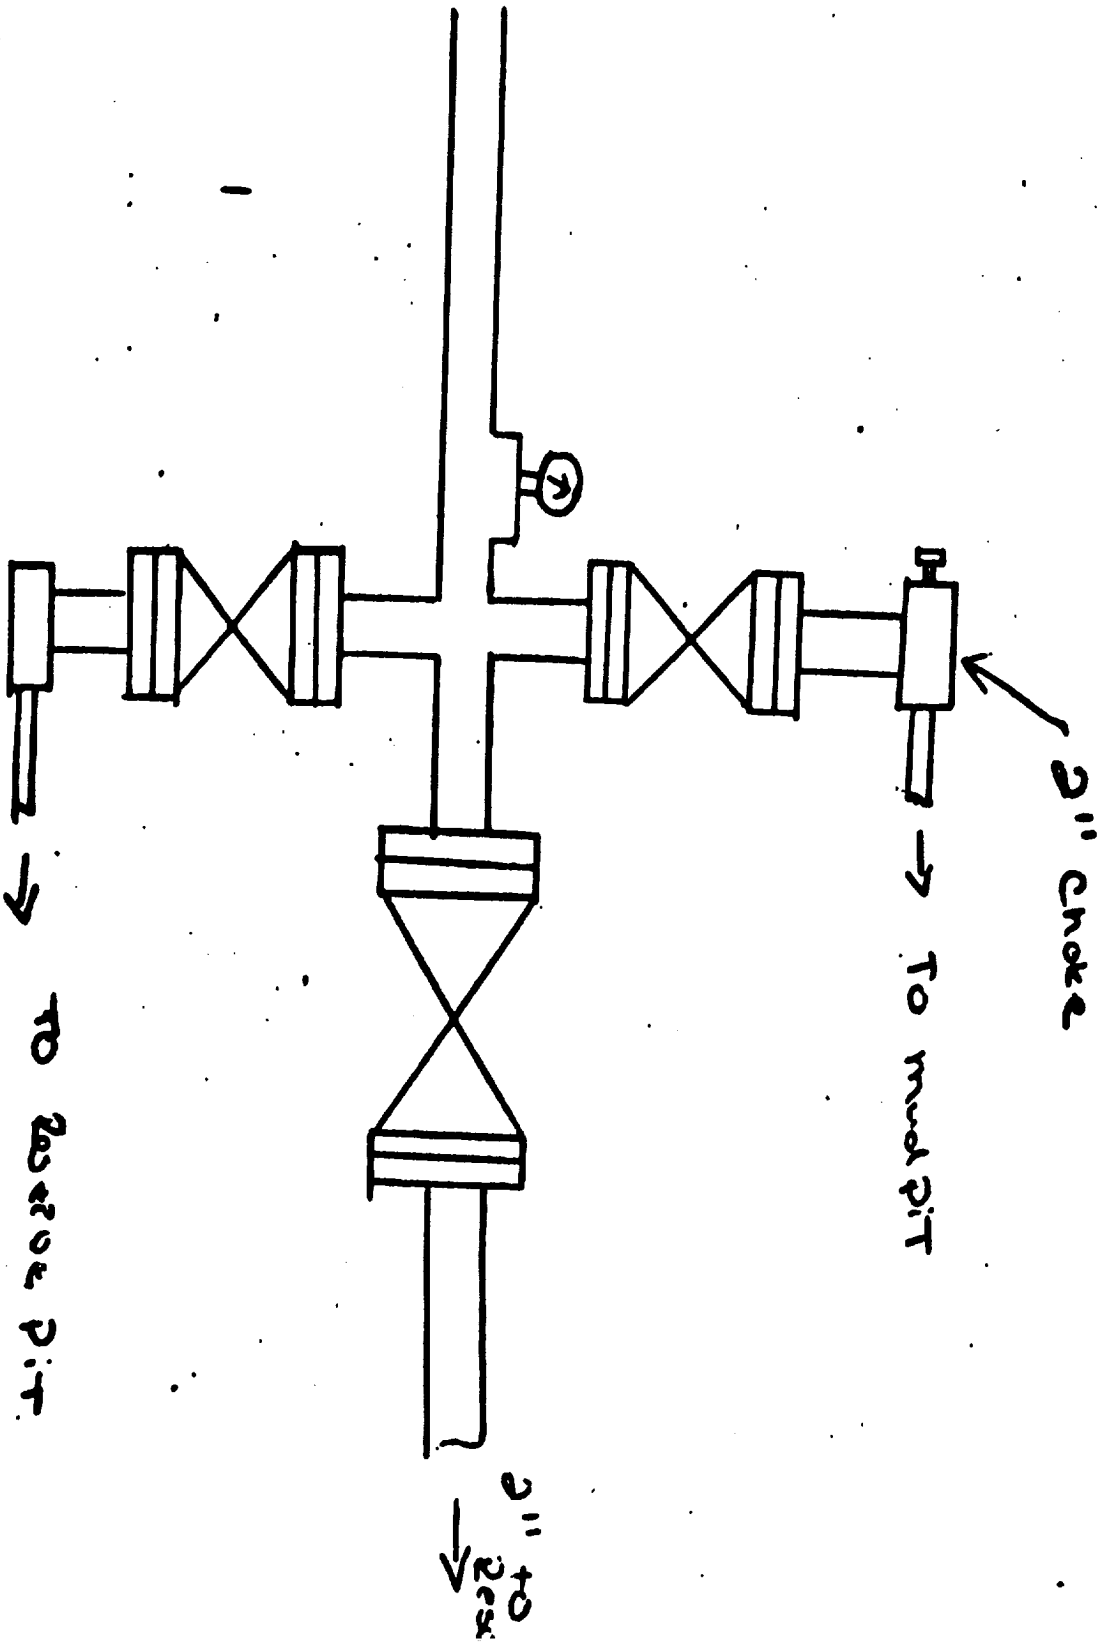 2" Choke
→ To mud pit
2" to
→ Res
→ To Reserve pit